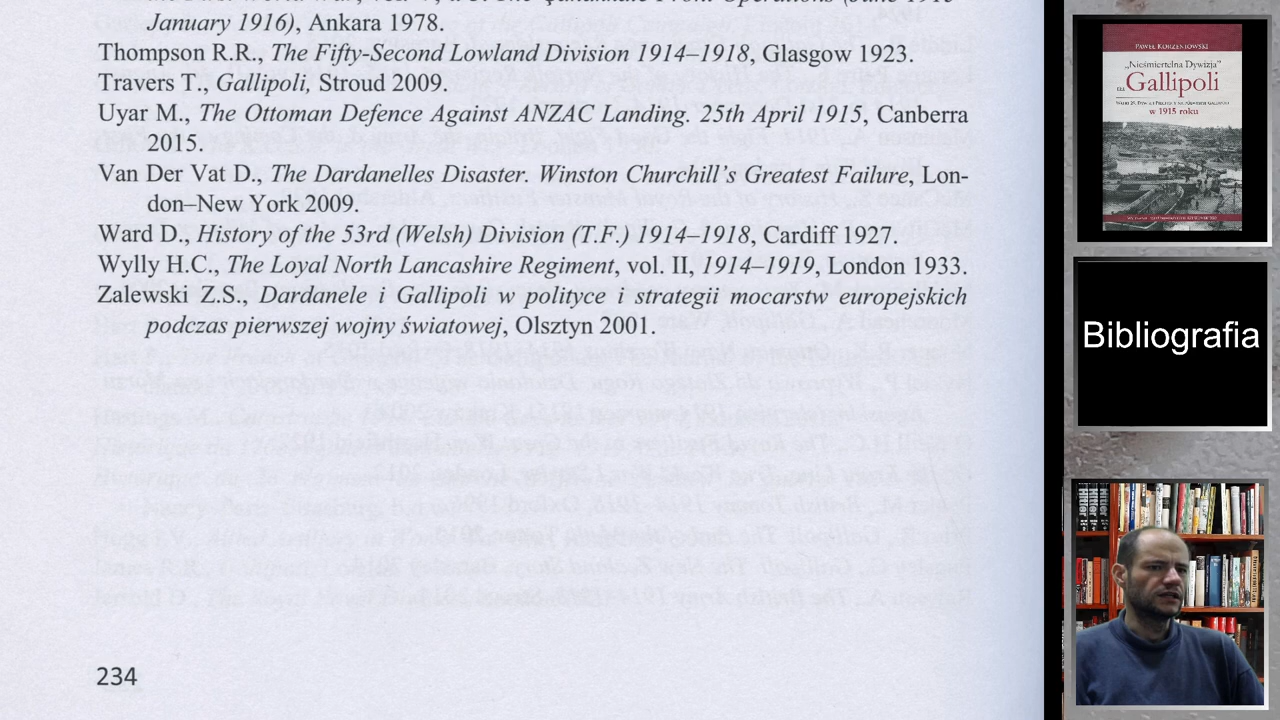 January 1916), Ankara 1978.
Thompson R.R., The Fifty-Second Lowland Division 1914–1918, Glasgow 1923.
Travers T., Gallipoli, Stroud 2009.
Uyar M., The Ottoman Defence Against ANZAC Landing. 25th April 1915, Canberra
2015.
Van Der Vat D., The Dardanelles Disaster. Winston Churchill's Greatest Failure, Lon-
don–New York 2009.
Ward D., History of the 53rd (Welsh) Division (T.F.) 1914–1918, Cardiff 1927.
Wylly H.C., The Loyal North Lancashire Regiment, vol. II, 1914–1919, London 1933.
Zalewski Z.S., Dardanele i Gallipoli w polityce i strategii mocarstw europejskich
podczas pierwszej wojny światowej, Olsztyn 2001.
234
PAWEŁ KORZENIOWSKI
„Nieśmiertelna Dywizja"
na Gallipoli
w 1915 roku
Bibliografia